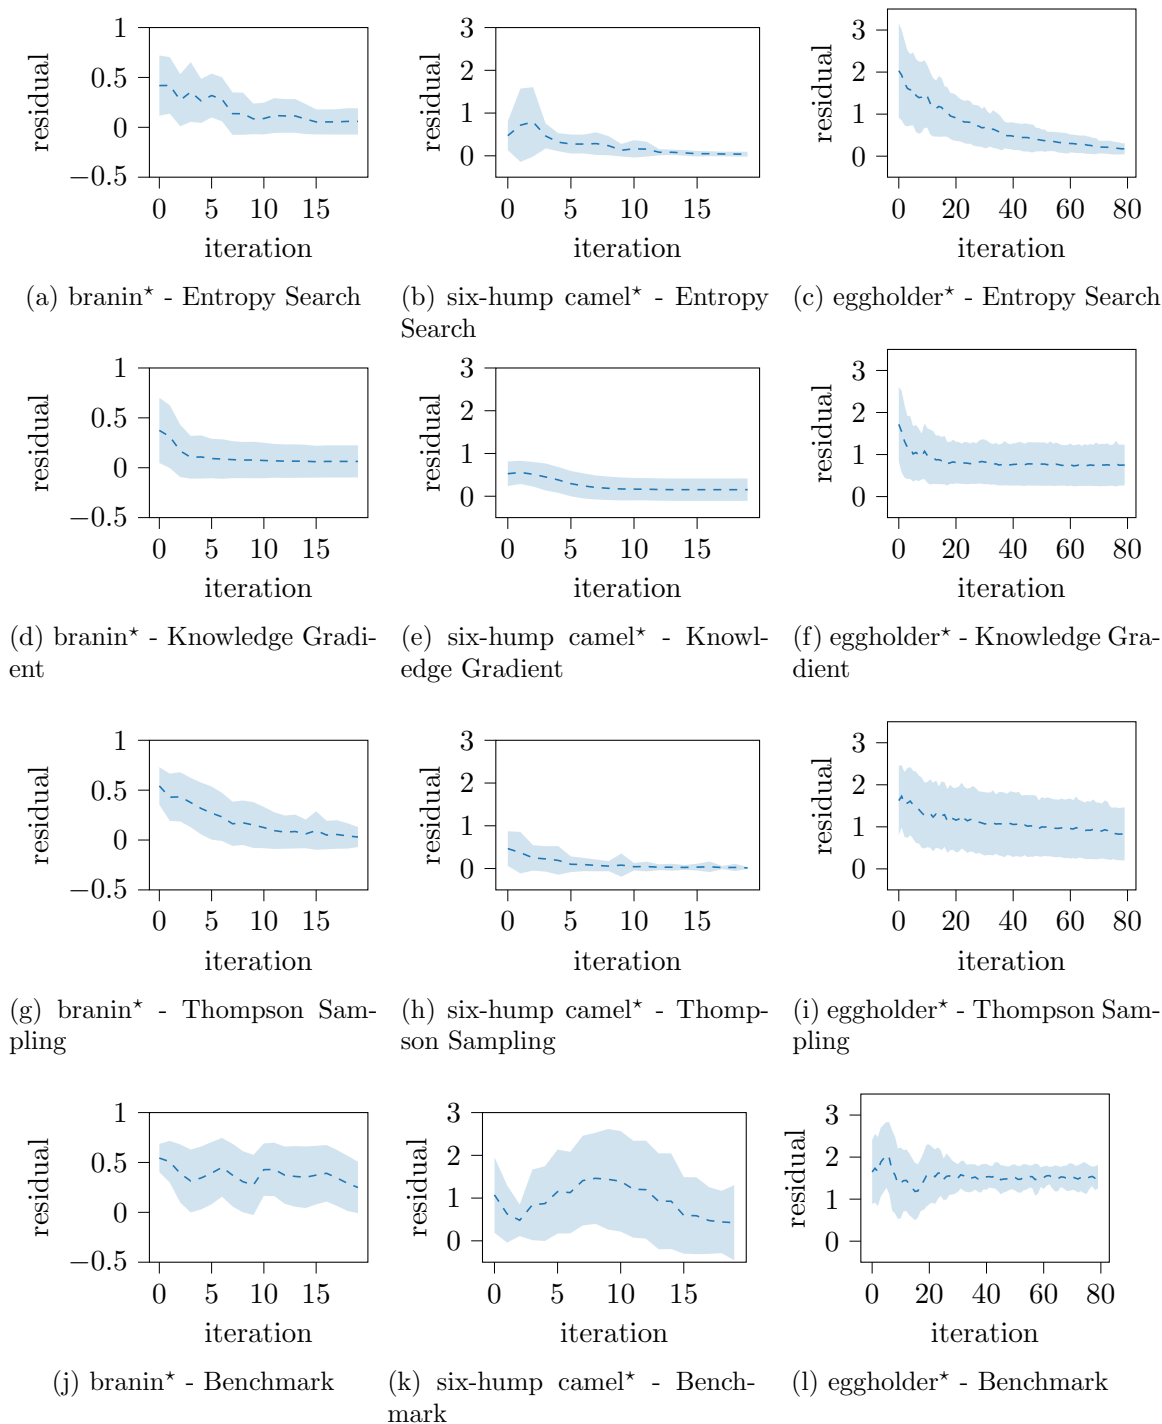 1
0.5
0
−0.5
residual
0 5 10 15
iteration
(a) branin⋆ - Entropy Search
3
2
1
0
residual
0 5 10 15
iteration
(b) six-hump camel⋆ - Entropy
Search
3
2
1
0
residual
0 20 40 60 80
iteration
(c) eggholder⋆ - Entropy Search
1
0.5
0
−0.5
residual
0 5 10 15
iteration
(d) branin⋆ - Knowledge Gradi-
ent
3
2
1
0
residual
0 5 10 15
iteration
(e) six-hump camel⋆ - Knowl-
edge Gradient
3
2
1
0
residual
0 20 40 60 80
iteration
(f) eggholder⋆ - Knowledge Gra-
dient
1
0.5
0
−0.5
residual
0 5 10 15
iteration
(g) branin⋆ - Thompson Sam-
pling
3
2
1
0
residual
0 5 10 15
iteration
(h) six-hump camel⋆ - Thomp-
son Sampling
3
2
1
0
residual
0 20 40 60 80
iteration
(i) eggholder⋆ - Thompson Sam-
pling
1
0.5
0
−0.5
residual
0 5 10 15
iteration
(j) branin⋆ - Benchmark
3
2
1
0
residual
0 5 10 15
iteration
(k) six-hump camel⋆ - Bench-
mark
3
2
1
0
residual
0 20 40 60 80
iteration
(l) eggholder⋆ - Benchmark